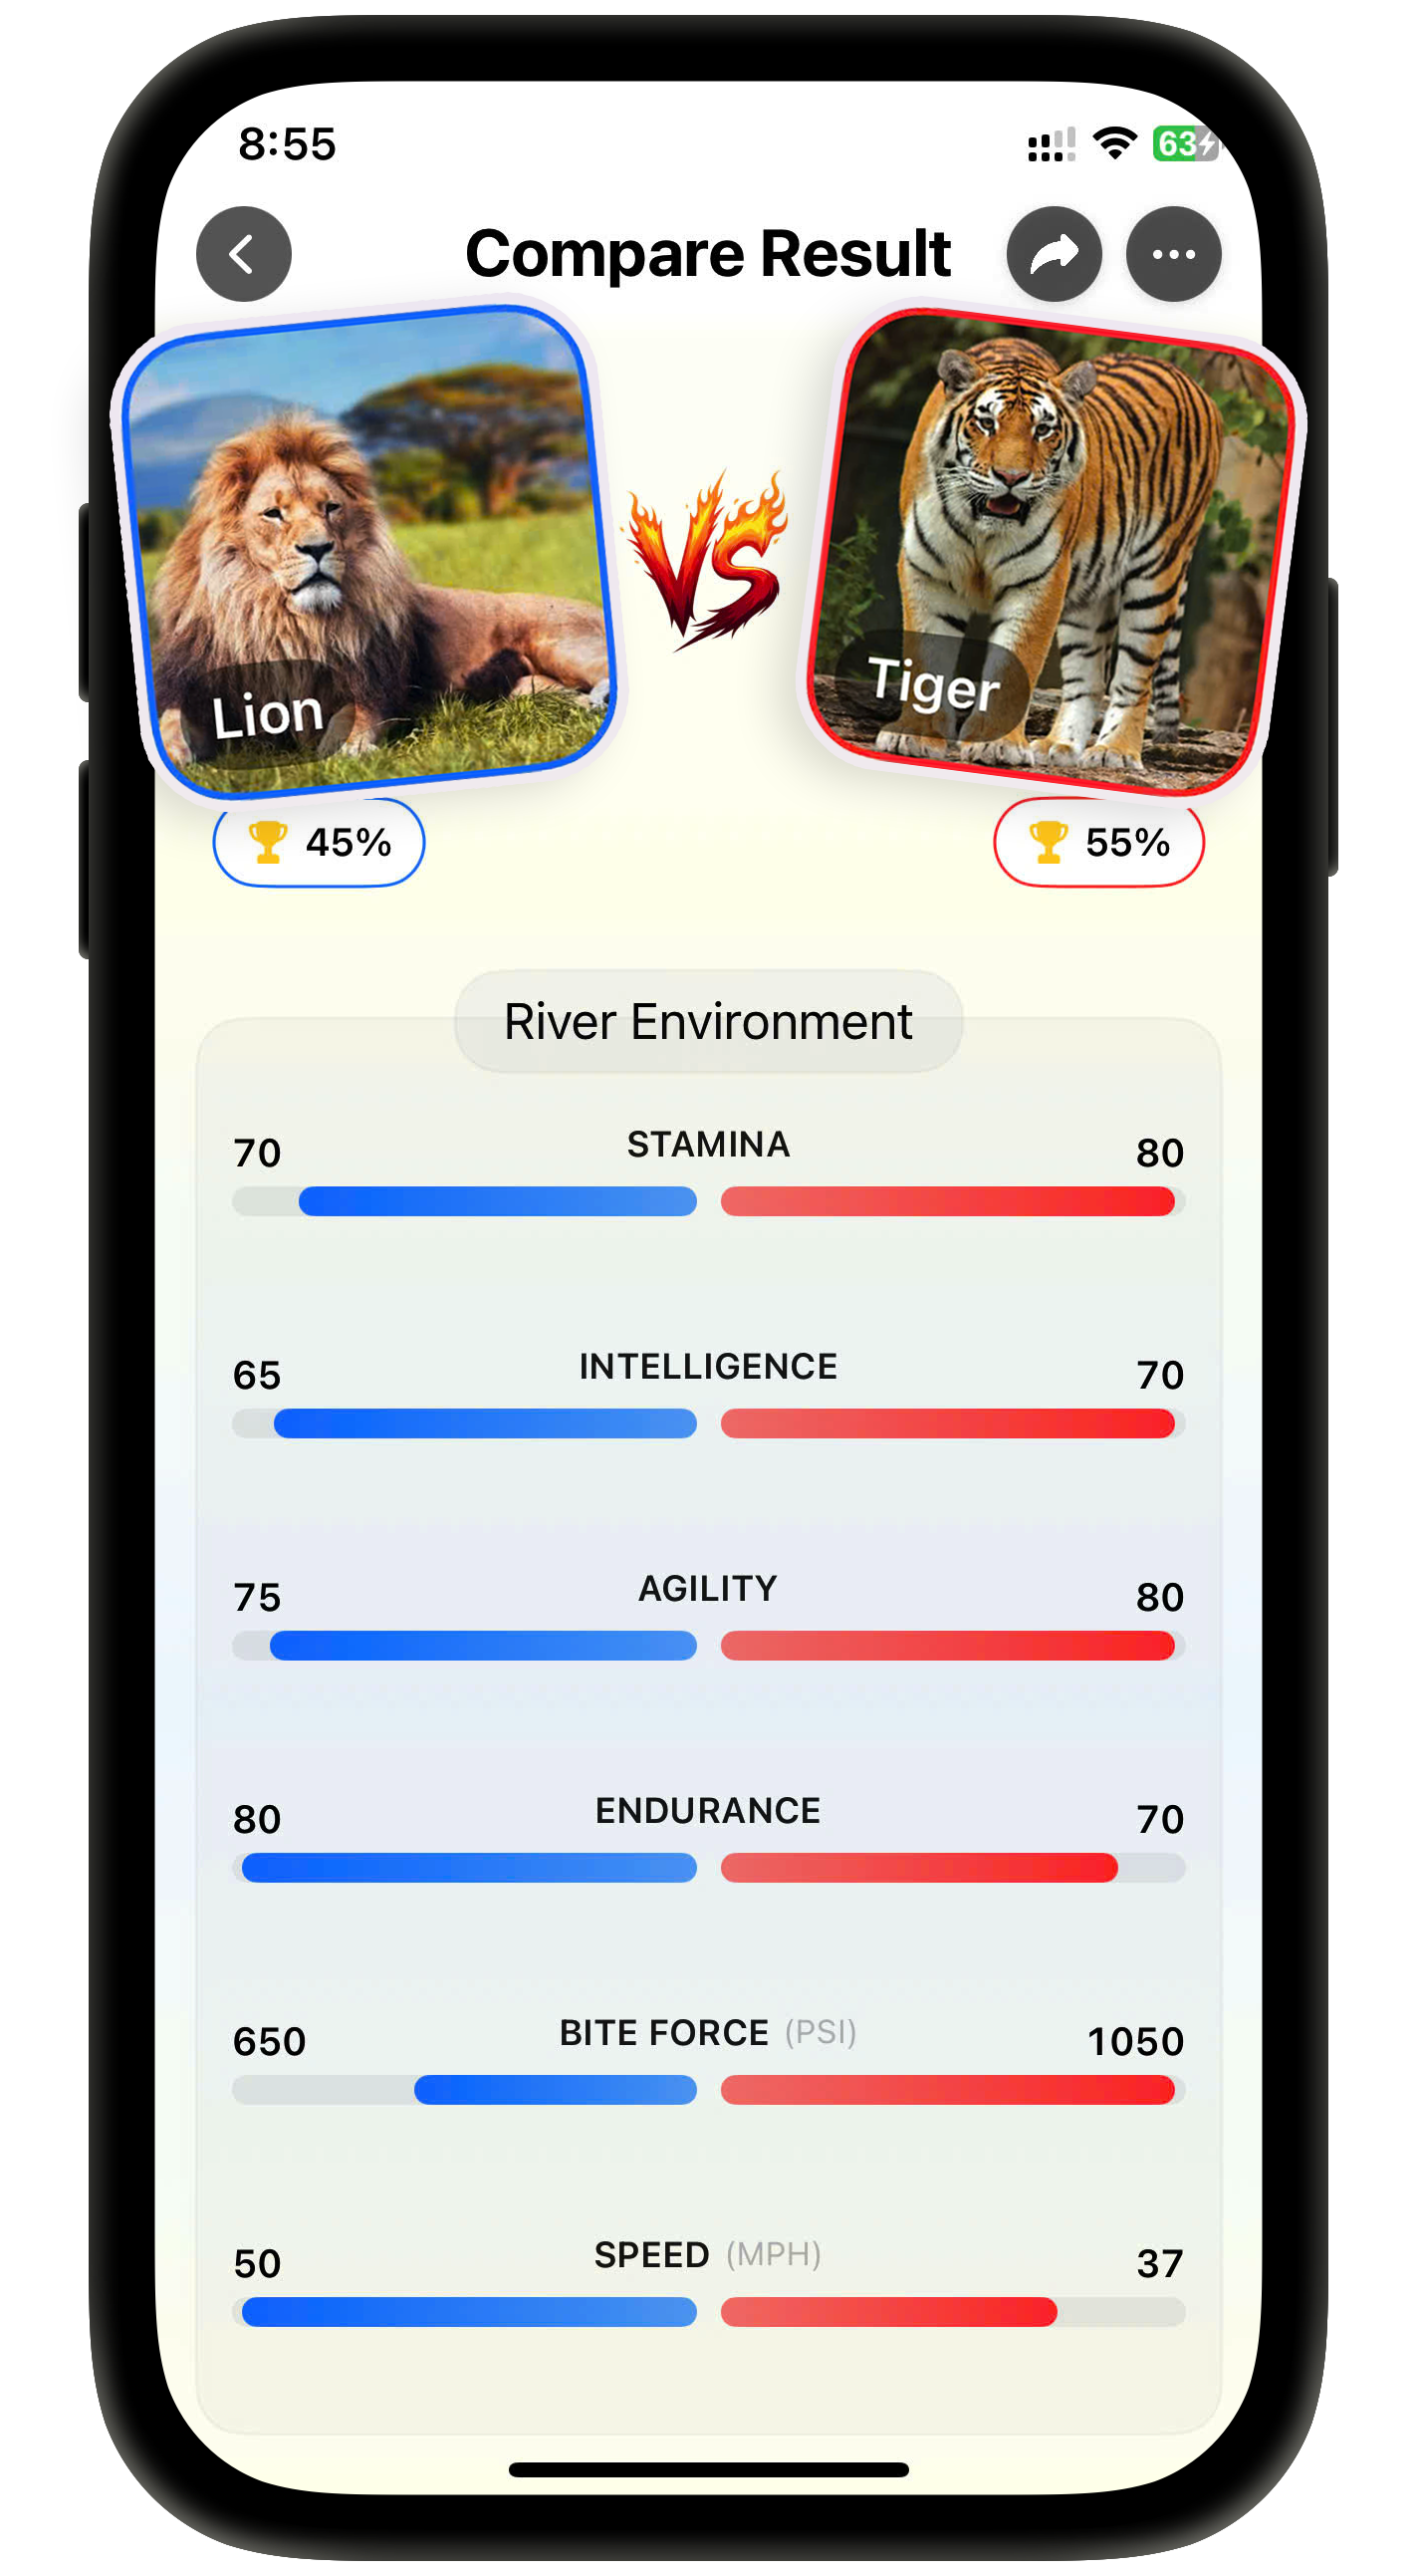 8:55
63
Compare Result
Lion
VS
Tiger
45%
55%
River Environment
70 STAMINA 80
65 INTELLIGENCE 70
75 AGILITY 80
80 ENDURANCE 70
650 BITE FORCE (PSI) 1050
50 SPEED (MPH) 37